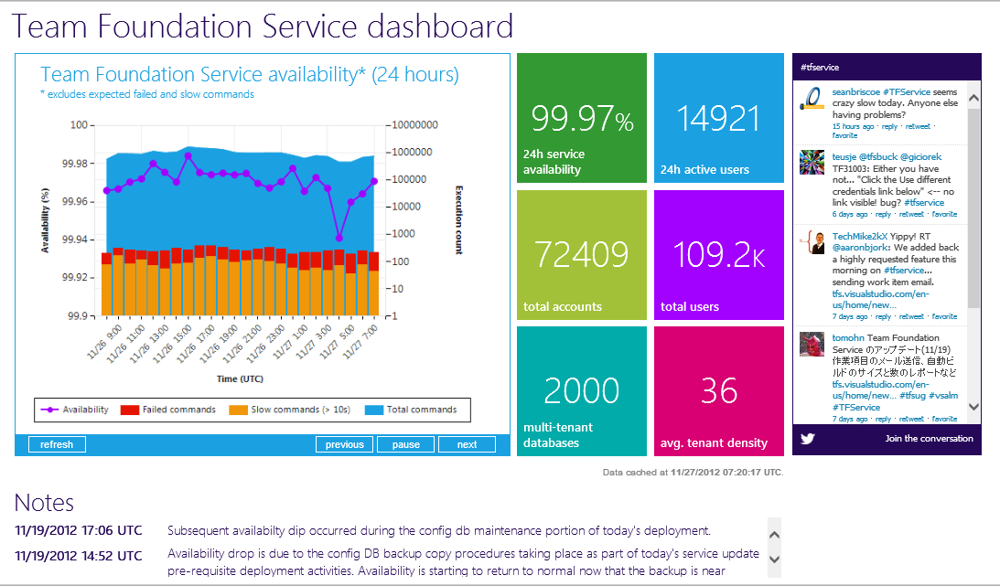 Team Foundation Service dashboard
Team Foundation Service availability* (24 hours)
* excludes expected failed and slow commands
100
99.98
99.96
99.94
99.92
99.9
Availability (%)
10000000
1000000
100000
10000
1000
100
10
1
Execution count
11/26 9:00
11/26 11:00
11/26 13:00
11/26 15:00
11/26 17:00
11/26 19:00
11/26 21:00
11/26 23:00
11/27 1:00
11/27 3:00
11/27 5:00
11/27 7:00
Time (UTC)
Availability
Failed commands
Slow commands (> 10s)
Total commands
refresh
previous
pause
next
99.97%
24h service
availability
14921
24h active users
72409
total accounts
109.2K
total users
2000
multi-tenant
databases
36
avg. tenant density
#tfservice
seanbriscoe #TFService seems
crazy slow today. Anyone else
having problems?
15 hours ago · reply · retweet ·
favorite
teusje @tfsbuck @giciorek
TF31003: Either you have
not... "Click the Use different
credentials link below" <-- no
link visible! bug? #tfservice
6 days ago · reply · retweet · favorite
TechMike2kX Yippy! RT
@aaronbjork: We added back
a highly requested feature this
morning on #tfservice...
sending work item email.
tfs.visualstudio.com/en-
us/home/new...
7 days ago · reply · retweet · favorite
tomohn Team Foundation
Service のアップデート(11/19)
作業項目のメール送信、自動ビ
ルドのサイズと数のレポートなど
tfs.visualstudio.com/en-
us/home/new... #tfsug #vsalm
#TFService
7 days ago · reply · retweet · favorite
Join the conversation
Data cached at 11/27/2012 07:20:17 UTC.
Notes
11/19/2012 17:06 UTC Subsequent availabilty dip occurred during the config db maintenance portion of today's deployment.
11/19/2012 14:52 UTC Availability drop is due to the config DB backup copy procedures taking place as part of today's service update
pre-requisite deployment activities. Availability is starting to return to normal now that the backup is near